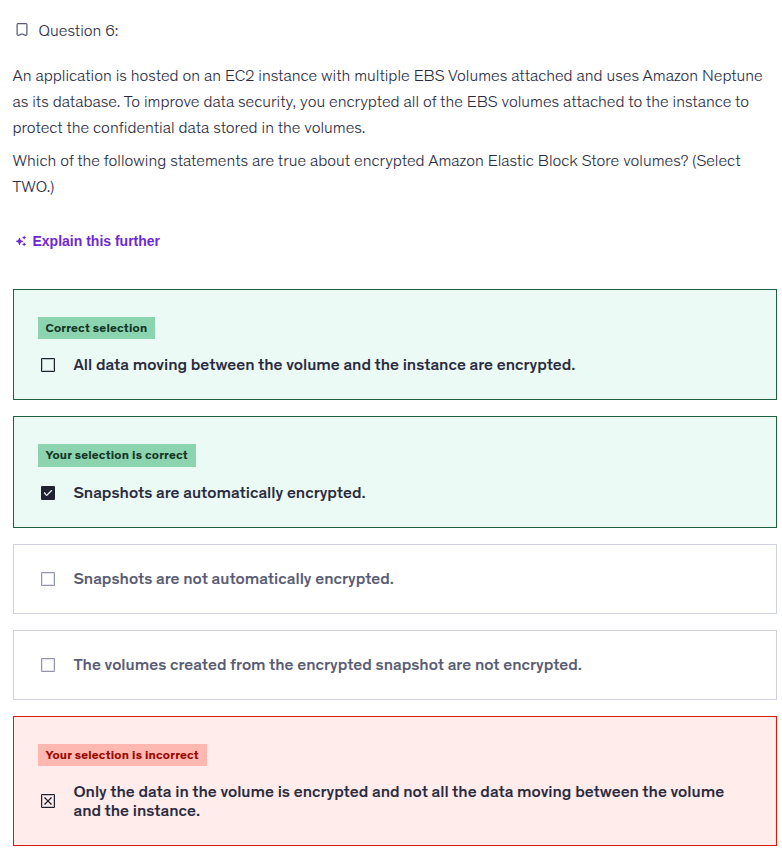 Question 6:
An application is hosted on an EC2 instance with multiple EBS Volumes attached and uses Amazon Neptune
as its database. To improve data security, you encrypted all of the EBS volumes attached to the instance to
protect the confidential data stored in the volumes.
Which of the following statements are true about encrypted Amazon Elastic Block Store volumes? (Select
TWO.)
Explain this further
Correct selection
All data moving between the volume and the instance are encrypted.
Your selection is correct
Snapshots are automatically encrypted.
Snapshots are not automatically encrypted.
The volumes created from the encrypted snapshot are not encrypted.
Your selection is incorrect
Only the data in the volume is encrypted and not all the data moving between the volume
and the instance.